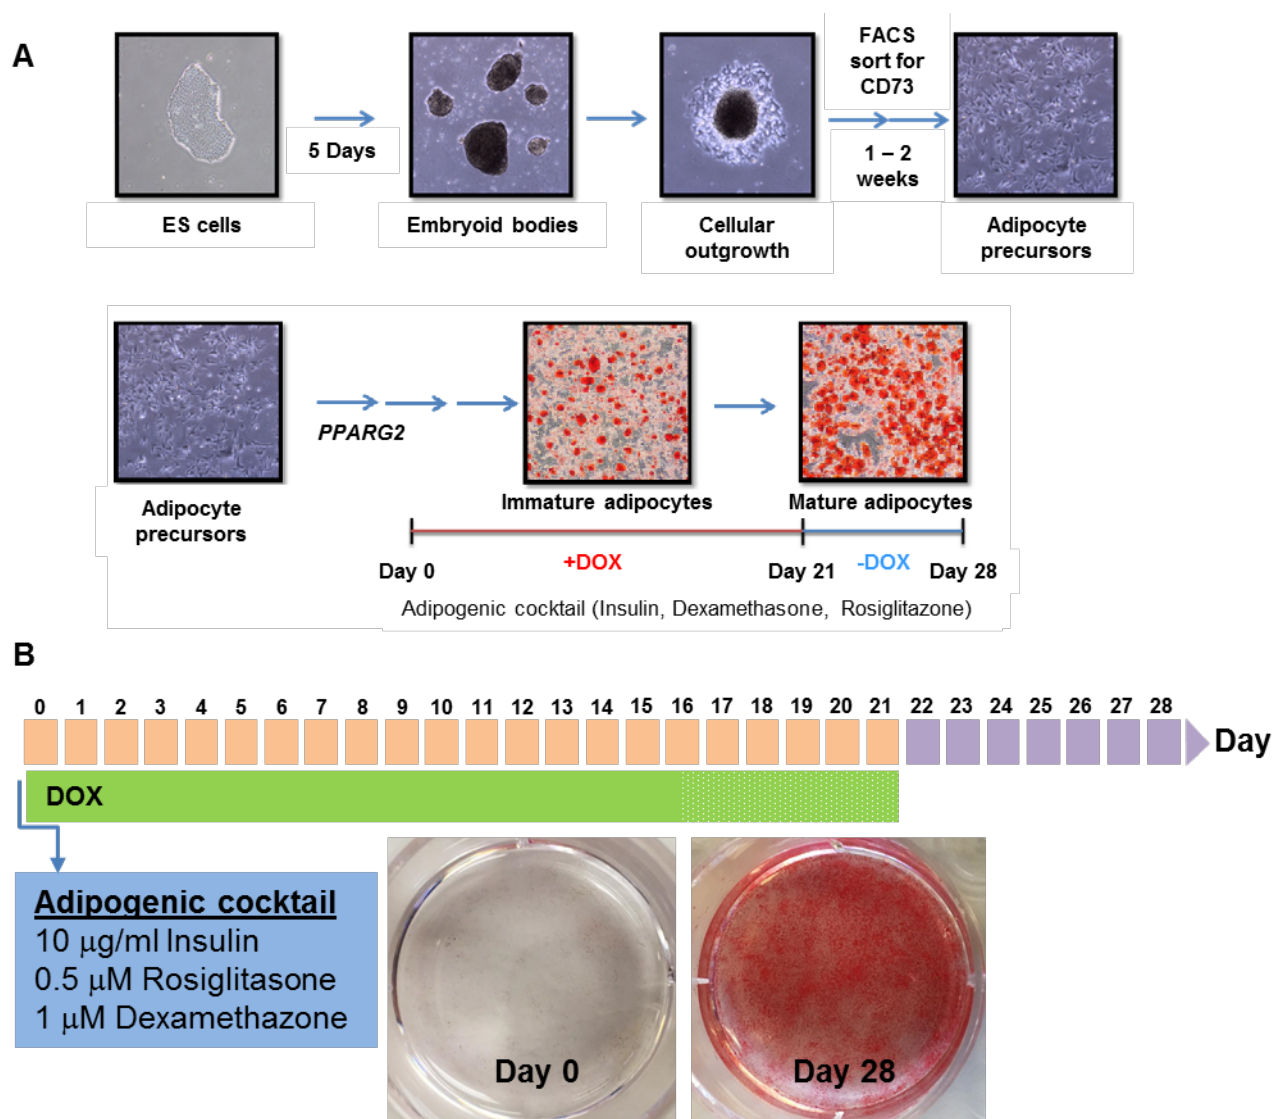 A
5 Days
FACS
sort for
CD73
1 – 2
weeks
ES cells
Embryoid bodies
Cellular
outgrowth
Adipocyte
precursors
PPARG2
Adipocyte
precursors
Immature adipocytes
Mature adipocytes
Day 0
+DOX
Day 21
-DOX
Day 28
Adipogenic cocktail (Insulin, Dexamethasone, Rosiglitazone)
B
0 1 2 3 4 5 6 7 8 9 10 11 12 13 14 15 16 17 18 19 20 21 22 23 24 25 26 27 28
Day
DOX
Adipogenic cocktail
10 μg/ml Insulin
0.5 μM Rosiglitasone
1 μM Dexamethazone
Day 0
Day 28